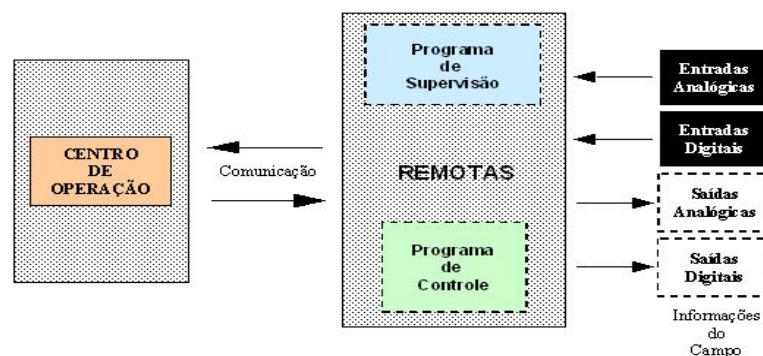 CENTRO
DE
OPERAÇÃO
Comunicação
Programa
de
Supervisão
REMOTAS
Programa
de
Controle
Entradas
Analógicas
Entradas
Digitais
Saídas
Analógicas
Saídas
Digitais
Informações
do
Campo